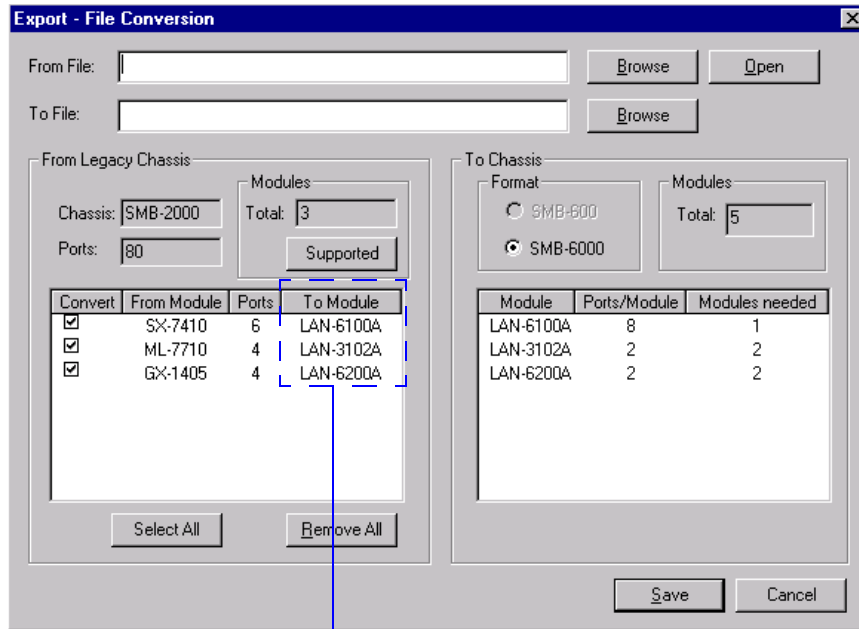 Export - File Conversion
From File: Browse Open
To File: Browse
From Legacy Chassis
Modules
Chassis: SMB-2000 Total: 3
Ports: 80 Supported
Convert From Module Ports To Module
SX-7410 6 LAN-6100A
ML-7710 4 LAN-3102A
GX-1405 4 LAN-6200A
Select All Remove All
To Chassis
Format Modules
SMB-600 Total: 5
SMB-6000
Module Ports/Module Modules needed
LAN-6100A 8 1
LAN-3102A 2 2
LAN-6200A 2 2
Save Cancel